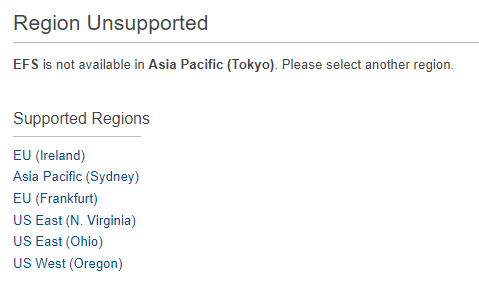 Region Unsupported
EFS is not available in Asia Pacific (Tokyo). Please select another region.
Supported Regions
EU (Ireland)
Asia Pacific (Sydney)
EU (Frankfurt)
US East (N. Virginia)
US East (Ohio)
US West (Oregon)